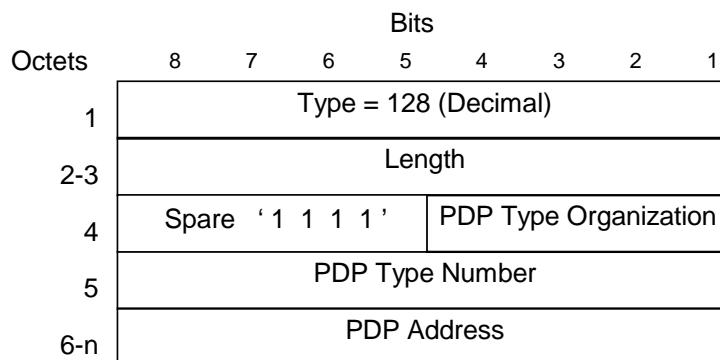 Bits
Octets 8 7 6 5 4 3 2 1
1 Type = 128 (Decimal)
2-3 Length
4 Spare ‘ 1 1 1 1 ’ PDP Type Organization
5 PDP Type Number
6-n PDP Address